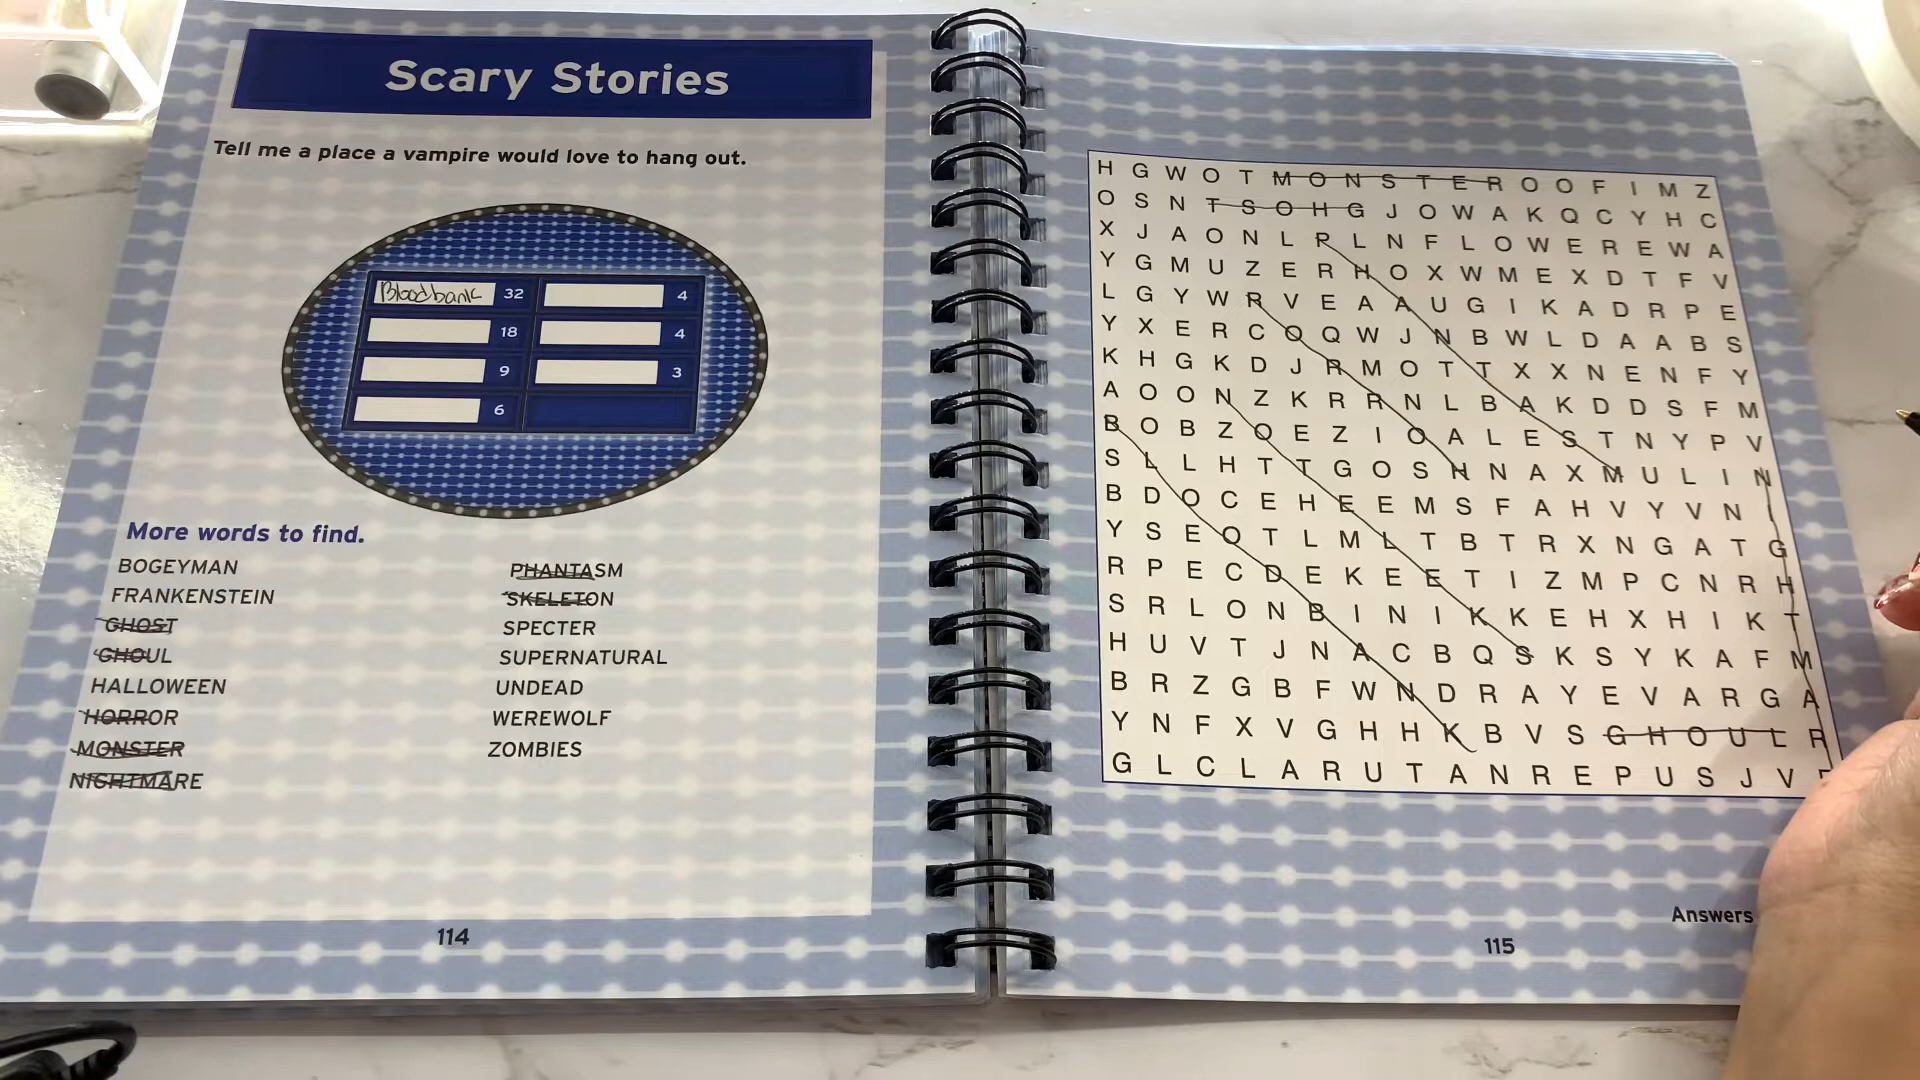 Scary Stories
Tell me a place a vampire would love to hang out.
Bloodbank 32 4
18 4
9 3
6
More words to find.
BOGEYMAN
FRANKENSTEIN
GHOST
GHOUL
HALLOWEEN
HORROR
MONSTER
NIGHTMARE
PHANTASM
SKELETON
SPECTER
SUPERNATURAL
UNDEAD
WEREWOLF
ZOMBIES
114
H G W O T M O N S T E R O O F I M Z
O S N T S O H G J O W A K Q C Y H C
X J A O N L P L N F L O W E R E W A
Y G M U Z E R H O X W M E X D T F V
L G Y W R V E A A U G I K A D R P E
Y X E R C O Q W J N B W L D A A B S
K H G K D J R M O T T X X N E N F Y
A O O N Z K R R N L B A K D D S F M
B O B Z O E Z I O A L E S T N Y P V
S L L H T T G O S H N A X M U L I N
B D O C E H E E M S F A H V Y V N I
Y S E O T L M L T B T R X N G A T G
R P E C D E K E E T I Z M P C N R H
S R L O N B I N I K K E H X H I K T
H U V T J N A C B Q S K S Y K A F M
B R Z G B F W N D R A Y E V A R G A
Y N F X V G H H K B V S G H O U L R
G L C L A R U T A N R E P U S J V
Answers
115